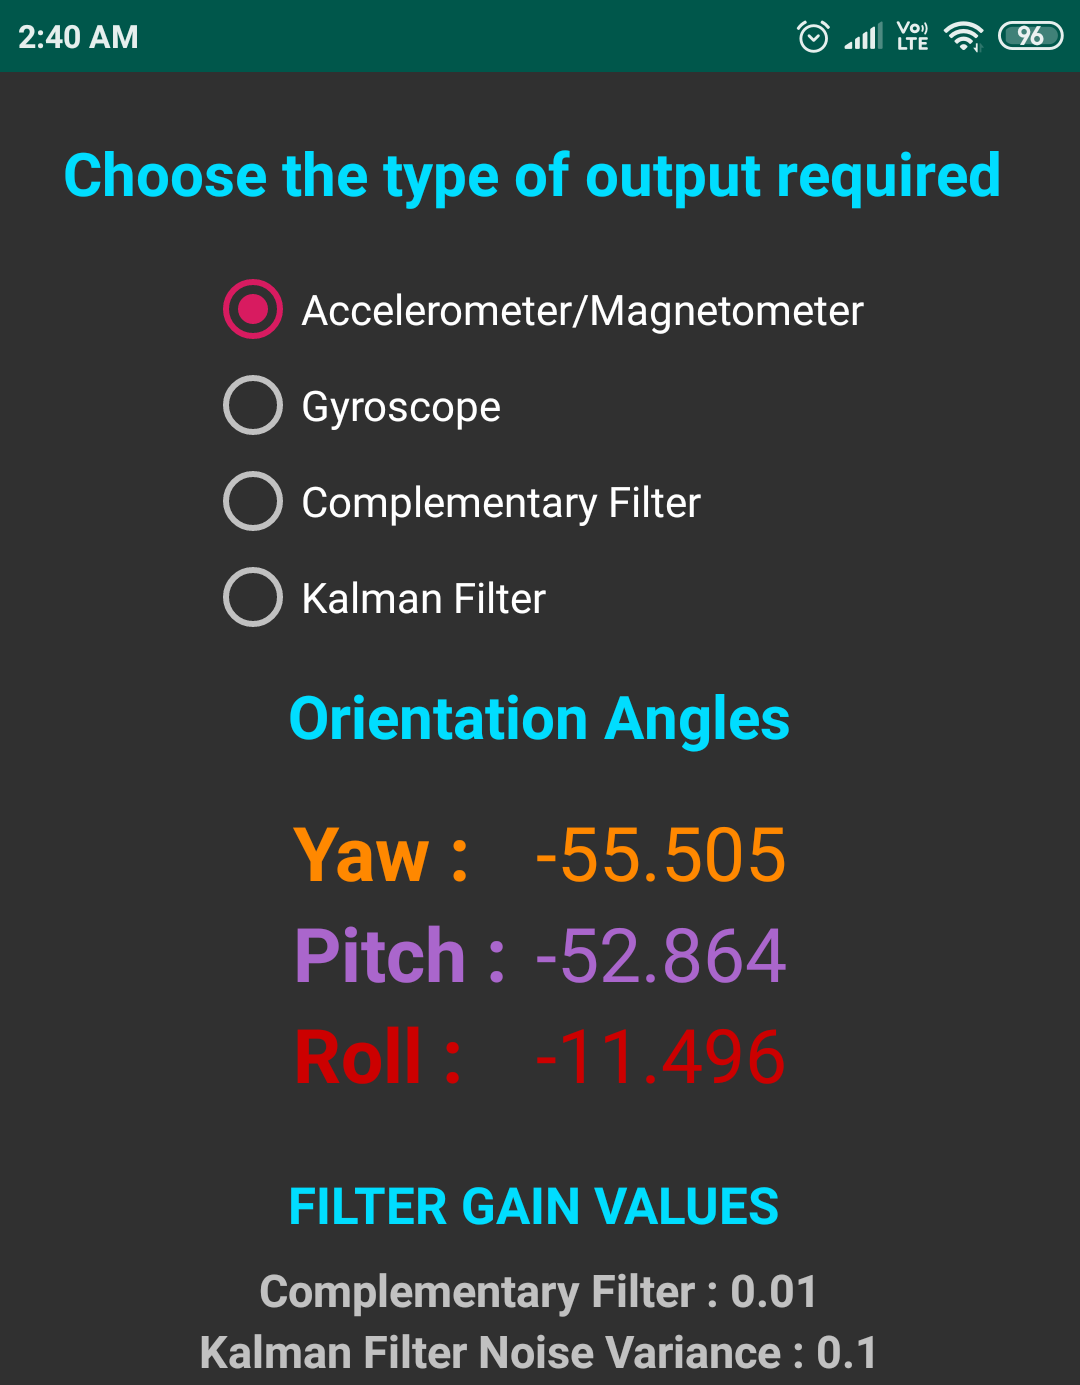 2:40 AM
Vo))
LTE
96
Choose the type of output required
Accelerometer/Magnetometer
Gyroscope
Complementary Filter
Kalman Filter
Orientation Angles
Yaw : -55.505
Pitch : -52.864
Roll : -11.496
FILTER GAIN VALUES
Complementary Filter : 0.01
Kalman Filter Noise Variance : 0.1